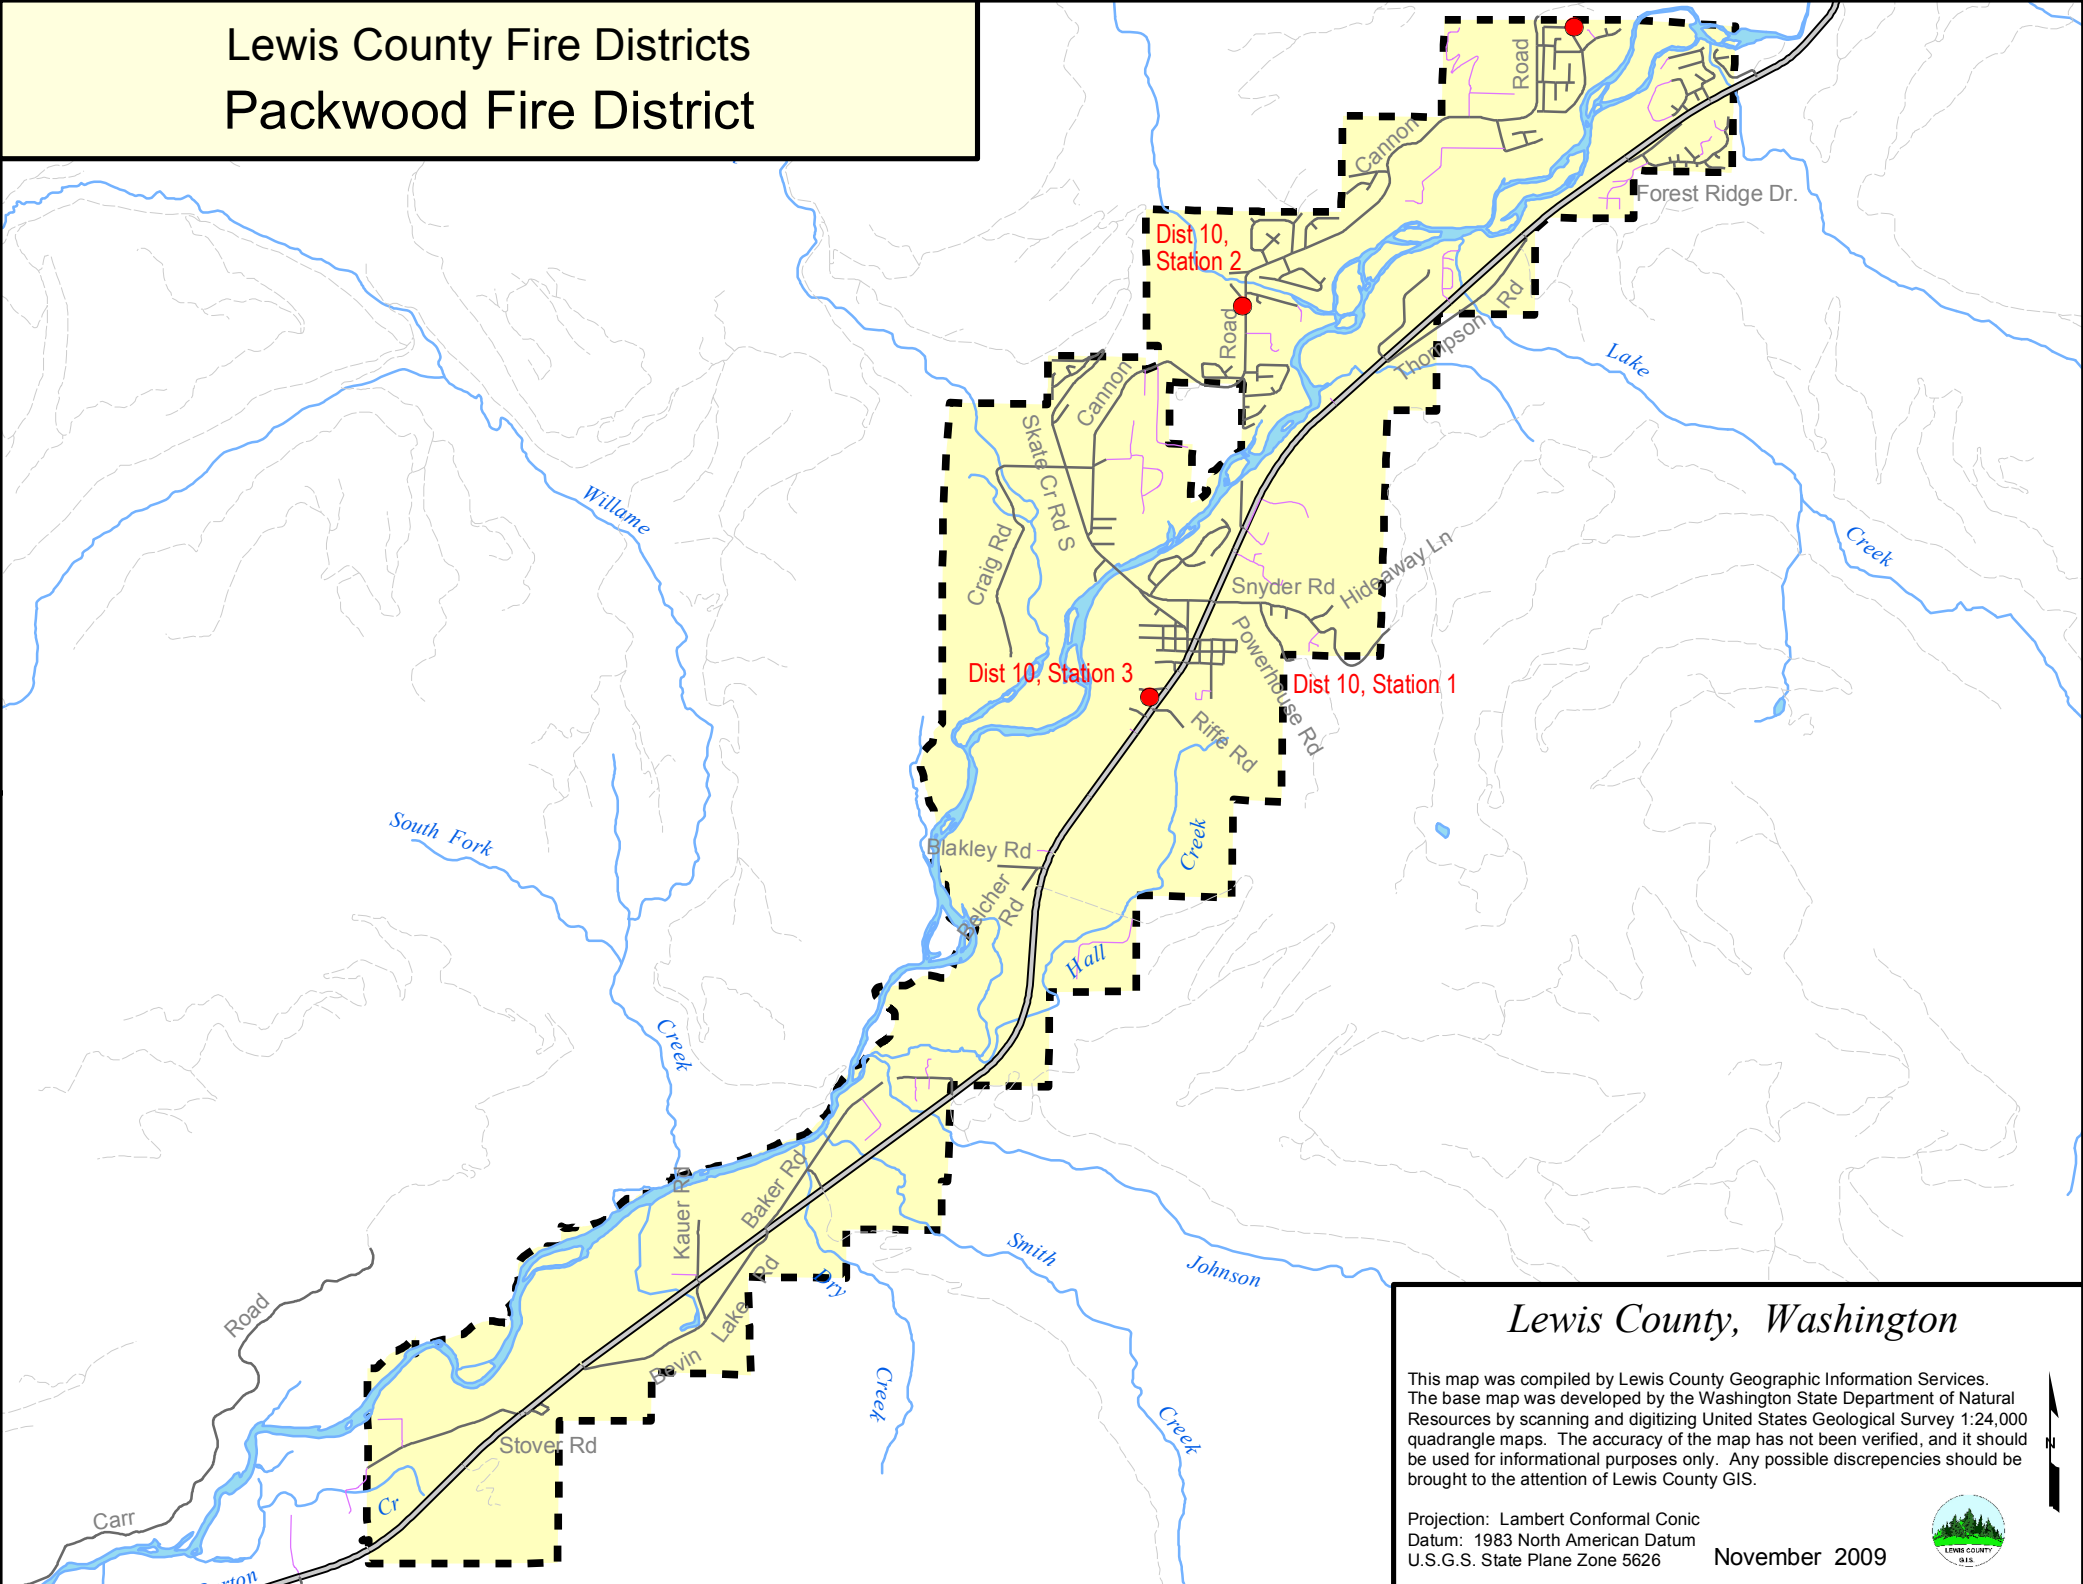 Lewis County Fire Districts
Packwood Fire District
Road
Cannon
Forest Ridge Dr.
Dist 10,
Station 2
Road
Thompson Rd
Lake
Cannon
Skate Cr Rd S
Willame
Craig Rd
Creek
Hideaway Ln
Snyder Rd
Powerhouse Rd
Dist 10, Station 3
Dist 10, Station 1
Riffe Rd
South Fork
Blakley Rd
Creek
Belcher
Rd
Hall
Creek
Kauer Rd
Baker Rd
Smith
Johnson
Dry
Road
Lake Rd
Bevin
Creek
Creek
Stover Rd
Cr
Carr
Lewis County, Washington
This map was compiled by Lewis County Geographic Information Services.
The base map was developed by the Washington State Department of Natural
Resources by scanning and digitizing United States Geological Survey 1:24,000
quadrangle maps. The accuracy of the map has not been verified, and it should
be used for informational purposes only. Any possible discrepencies should be
brought to the attention of Lewis County GIS.
Projection: Lambert Conformal Conic
Datum: 1983 North American Datum
U.S.G.S. State Plane Zone 5626
November 2009
N
LEWIS COUNTY
G.I.S.